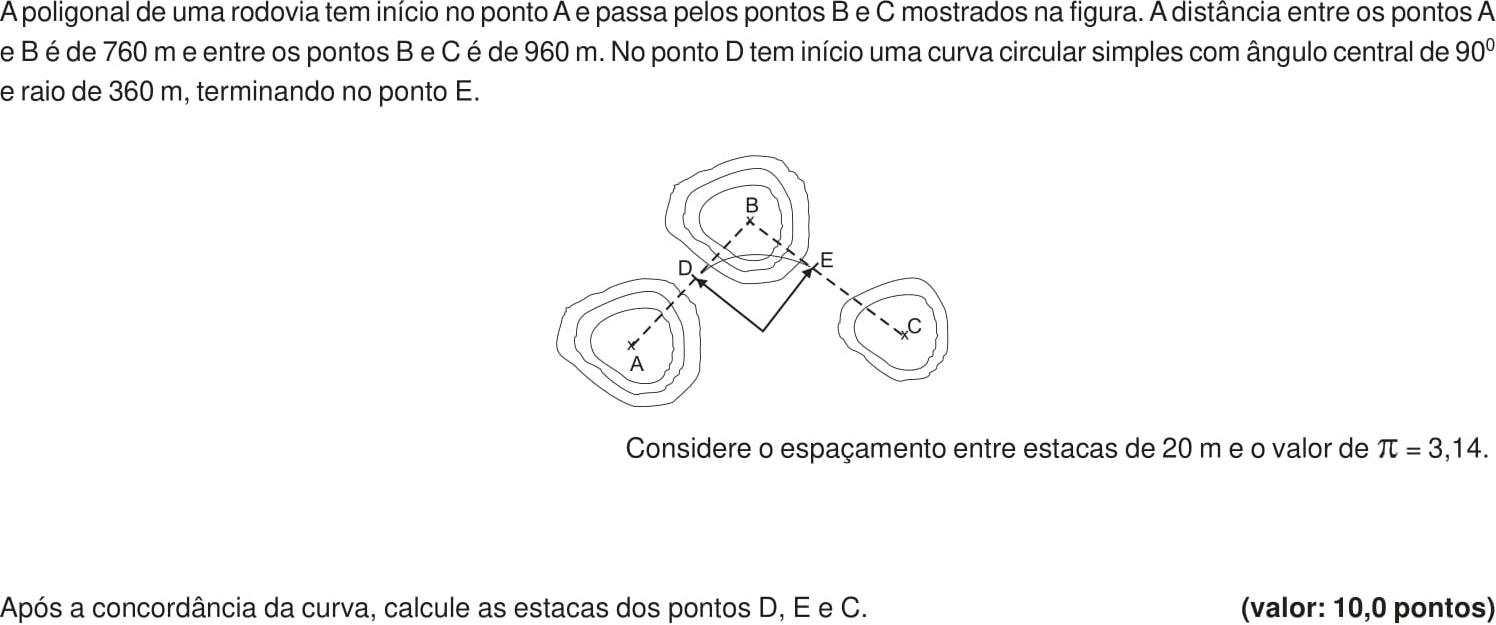 A poligonal de uma rodovia tem início no ponto A e passa pelos pontos B e C mostrados na figura. A distância entre os pontos A
e B é de 760 m e entre os pontos B e C é de 960 m. No ponto D tem início uma curva circular simples com ângulo central de 90⁰
e raio de 360 m, terminando no ponto E.
B
D
E
C
A
Considere o espaçamento entre estacas de 20 m e o valor de π = 3,14.
Após a concordância da curva, calcule as estacas dos pontos D, E e C. (valor: 10,0 pontos)